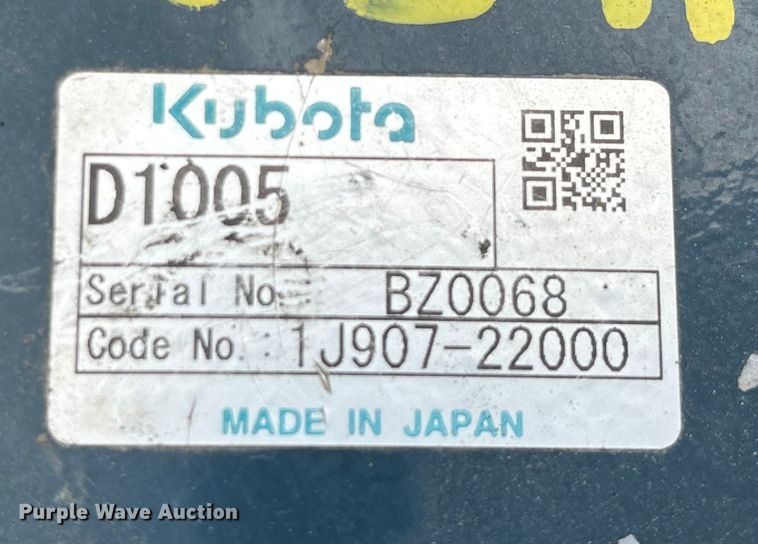 Kubota
D1005
Serial No. BZ0068
Code No. : 1J907-22000
MADE IN JAPAN
Purple Wave Auction